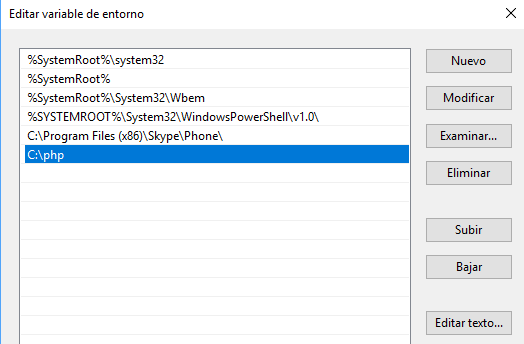 Editar variable de entorno
%SystemRoot%\system32
%SystemRoot%
%SystemRoot%\System32\Wbem
%SYSTEMROOT%\System32\WindowsPowerShell\v1.0\
C:\Program Files (x86)\Skype\Phone\
C:\php
Nuevo
Modificar
Examinar...
Eliminar
Subir
Bajar
Editar texto...